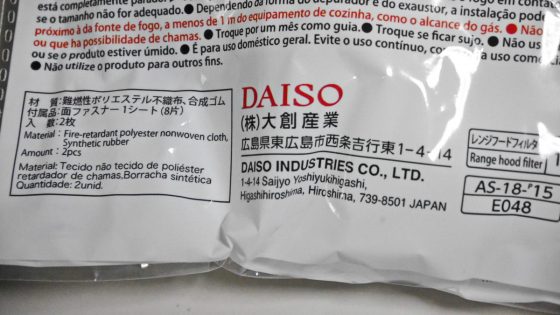 está completamente
se o tamanho não for adequado. ● Dependendo da forma do depurador e do exaustor, a instalação pode
próximo à da fonte de fogo, a menos de 1 m do equipamento de cozinha, como o alcance do gás. ● Não us
ou que ha possibilidade de chamas. ● Troque por um mês como guia. ● Troque se ficar sujo. ● Não
ou se o produto estiver úmido. ● É para uso doméstico geral. Evite o uso contínuo, com
● Não utilize o produto para outros fins.
材 質：難燃性ポリエステル不織布、合成ゴム
付属品：面ファスナー1シート（8片）
入 数：2枚
Material : Fire-retardant polyester nonwoven cloth,
Synthetic rubber
Amount : 2pcs
Material: Tecido não tecido de poliéster
retardador de chamas.Borracha sintética
Quantidade: 2unid.
DAISO
(株)大創産業
広島県東広島市西条吉行東1-4-14
DAISO INDUSTRIES CO., LTD.
1-4-14 Saijyo Yoshiyukihigashi,
Higashihiroshima, Hiroshima, 739-8501 JAPAN
レンジフードフィルタ
Range hood filter
AS-18-P15
E048